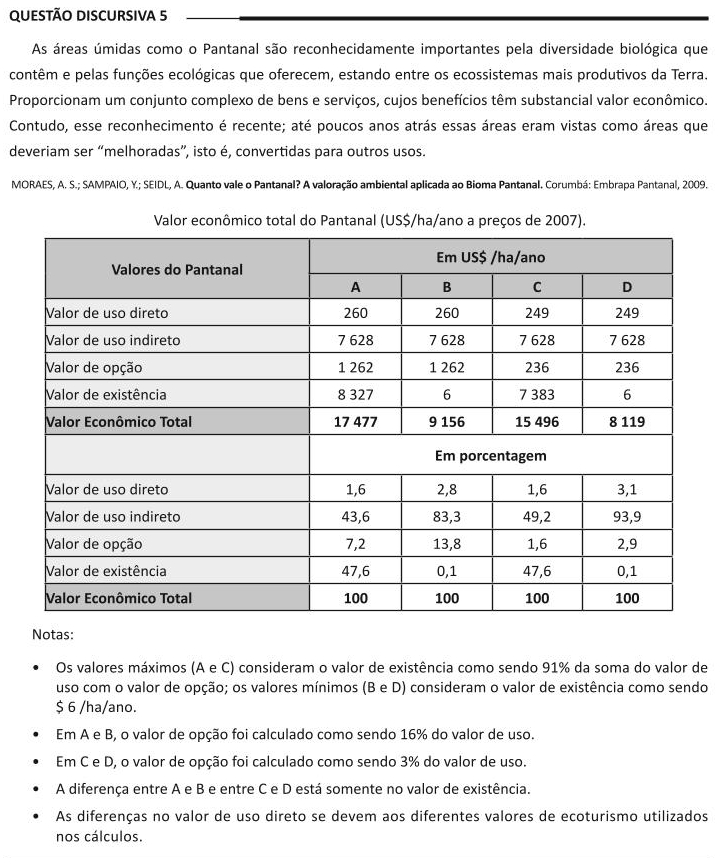 QUESTÃO DISCURSIVA 5
As áreas úmidas como o Pantanal são reconhecidamente importantes pela diversidade biológica que
contêm e pelas funções ecológicas que oferecem, estando entre os ecossistemas mais produtivos da Terra.
Proporcionam um conjunto complexo de bens e serviços, cujos benefícios têm substancial valor econômico.
Contudo, esse reconhecimento é recente; até poucos anos atrás essas áreas eram vistas como áreas que
deveriam ser “melhoradas”, isto é, convertidas para outros usos.
MORAES, A. S.; SAMPAIO, Y.; SEIDL, A. Quanto vale o Pantanal? A valoração ambiental aplicada ao Bioma Pantanal. Corumbá: Embrapa Pantanal, 2009.
Valor econômico total do Pantanal (US$/ha/ano a preços de 2007).
Valores do Pantanal Em US$ /ha/ano
A B C D
Valor de uso direto 260 260 249 249
Valor de uso indireto 7 628 7 628 7 628 7 628
Valor de opção 1 262 1 262 236 236
Valor de existência 8 327 6 7 383 6
Valor Econômico Total 17 477 9 156 15 496 8 119
Em porcentagem
Valor de uso direto 1,6 2,8 1,6 3,1
Valor de uso indireto 43,6 83,3 49,2 93,9
Valor de opção 7,2 13,8 1,6 2,9
Valor de existência 47,6 0,1 47,6 0,1
Valor Econômico Total 100 100 100 100
Notas:
• Os valores máximos (A e C) consideram o valor de existência como sendo 91% da soma do valor de
uso com o valor de opção; os valores mínimos (B e D) consideram o valor de existência como sendo
$ 6 /ha/ano.
• Em A e B, o valor de opção foi calculado como sendo 16% do valor de uso.
• Em C e D, o valor de opção foi calculado como sendo 3% do valor de uso.
• A diferença entre A e B e entre C e D está somente no valor de existência.
• As diferenças no valor de uso direto se devem aos diferentes valores de ecoturismo utilizados
nos cálculos.